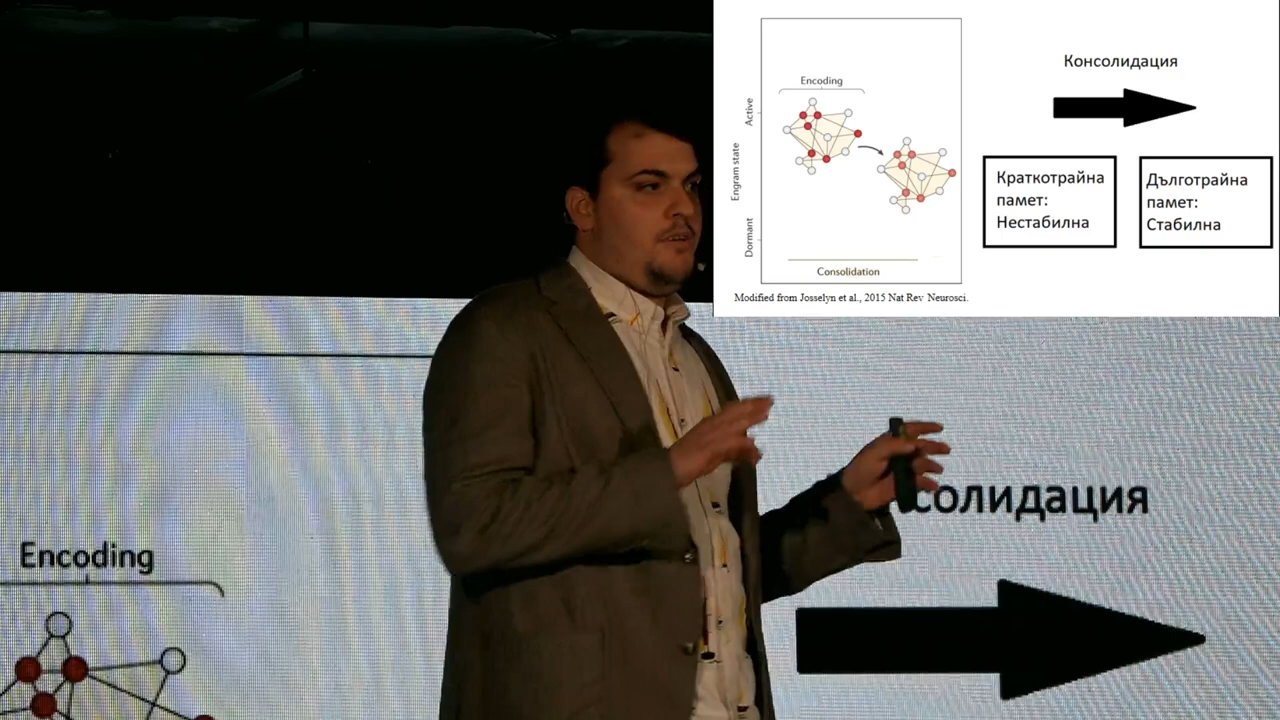 Encoding
Active
Engram state
Dormant
Consolidation
Modified from Josselyn et al., 2015 Nat Rev Neurosci.
Консолидация
Краткотрайна
памет:
Нестабилна
Дълготрайна
памет:
Стабилна
солидация
Encoding